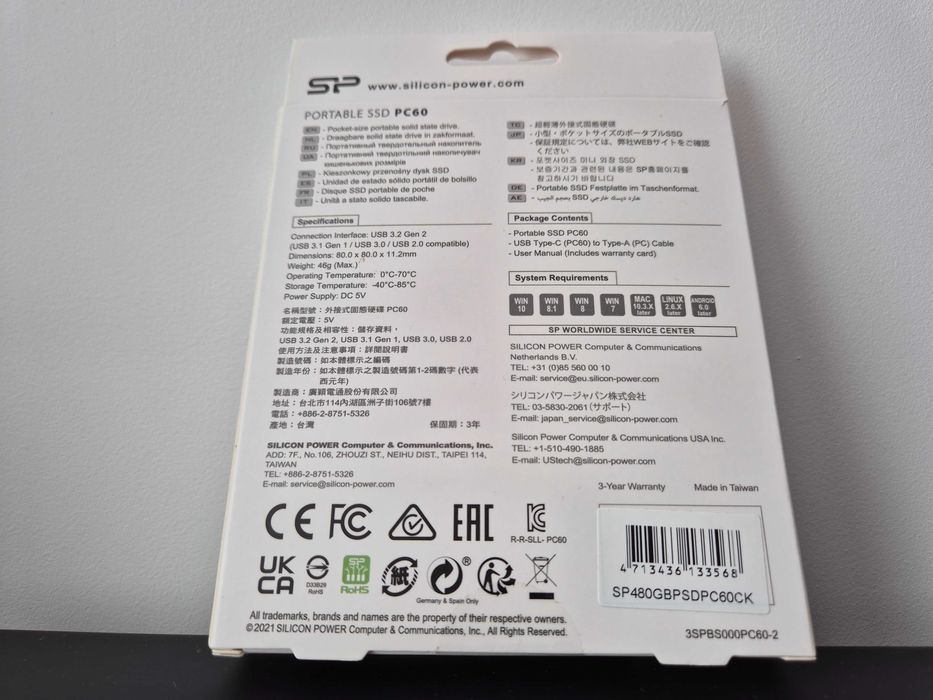 SP www.silicon-power.com
PORTABLE SSD PC60
EN - Pocket-size portable solid state drive.
NL - Draagbare solid state drive in zakformaat.
RU - Портативный твердотельный накопитель
UA - Портативний твердотільний накопичувач
кишенькових розмірів
PL - Kieszonkowy przenośny dysk SSD
ES - Unidad de estado sólido portátil de bolsillo
FR - Disque SSD portable de poche
IT - Unità a stato solido tascabile.
TC - 超輕薄外接式固態硬碟
JP - 小型・ポケットサイズのポータブルSSD
- 保証規定については、弊社WEBサイトをご確認
ください
KR - 포켓사이즈 미니 외장 SSD
- 보증기간과 관련된 내용은 SP홈페이지를
참고하시기 바랍니다
DE - Portable SSD Festplatte im Taschenformat.
AE - هارد ديسك خارجي SSD بحجم الجيب
Specifications
Connection Interface: USB 3.2 Gen 2
(USB 3.1 Gen 1 / USB 3.0 / USB 2.0 compatible)
Dimensions: 80.0 x 80.0 x 11.2mm
Weight: 46g (Max.)
Operating Temperature: 0°C-70°C
Storage Temperature: -40°C-85°C
Power Supply: DC 5V
名稱型號：外接式固態硬碟 PC60
額定電壓：5V
功能規格及相容性：儲存資料，
USB 3.2 Gen 2, USB 3.1 Gen 1, USB 3.0, USB 2.0
使用方法及注意事項：詳閱說明書
製造號碼：如本體標示之編碼
製造年份：如本體標示之製造號碼第1-2碼數字 (代表
西元年)
製造商：廣穎電通股份有限公司
地址：台北市114內湖區洲子街106號7樓
電話：+886-2-8751-5326
產地：台灣 保固期：3年
SILICON POWER Computer & Communications, Inc.
ADD: 7F., No.106, ZHOUZI ST., NEIHU DIST., TAIPEI 114,
TAIWAN
TEL: +886-2-8751-5326
E-mail: service@silicon-power.com
Package Contents
- Portable SSD PC60
- USB Type-C (PC60) to Type-A (PC) Cable
- User Manual (Includes warranty card)
System Requirements
WIN 10
WIN 8.1
WIN 8
WIN 7
MAC 10.3.X later
LINUX 2.6.X later
ANDROID 6.0 later
SP WORLDWIDE SERVICE CENTER
SILICON POWER Computer & Communications
Netherlands B.V.
TEL: +31 (0)85 560 00 10
E-mail: service@eu.silicon-power.com
シリコンパワージャパン株式会社
TEL: 03-5830-2061 (サポート)
E-mail: japan_service@silicon-power.com
Silicon Power Computer & Communications USA Inc.
TEL: +1-510-490-1885
E-mail: UStech@silicon-power.com
3-Year Warranty Made in Taiwan
CE FC EAC KC
R-R-SLL- PC60
UK CA
D33B29
RoHS
SP
RoHS
紙
®
Germany & Spain Only
4 713436 133568
SP480GBPSDPC60CK
All trademarks, brands and names are the property of their respective owners.
©2021 SILICON POWER Computer & Communications, Inc., All Rights Reserved.
3SPBS000PC60-2